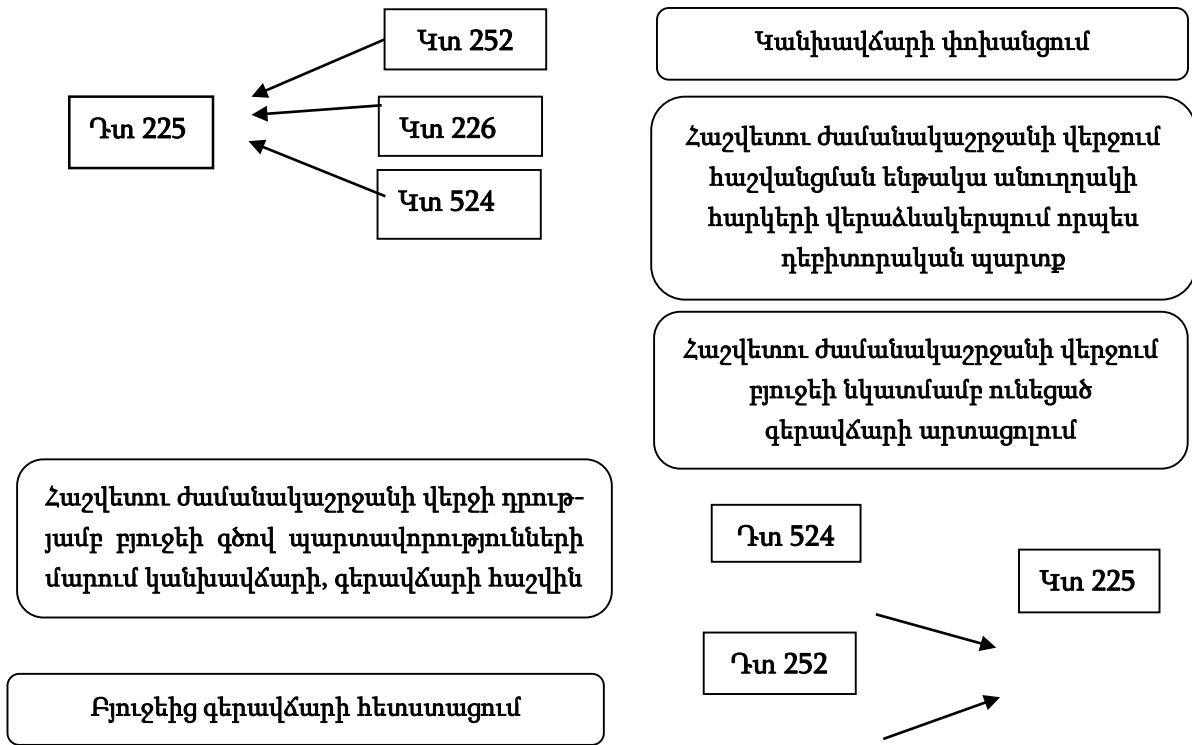 Կտ 252
Կանխավճարի փոխանցում
Դտ 225
Կտ 226
Կտ 524
Հաշվետու ժամանակաշրջանի վերջում
հաշվանցման ենթակա անուղղակի
հարկերի վերաձևակերպում որպես
դեբիտորական պարտք
Հաշվետու ժամանակաշրջանի վերջում
բյուջեի նկատմամբ ունեցած
գերավճարի արտացոլում
Հաշվետու ժամանակաշրջանի վերջի դրութ-
յամբ բյուջեի գծով պարտավորությունների
մարում կանխավճարի, գերավճարի հաշվին
Դտ 524
Կտ 225
Դտ 252
Բյուջեից գերավճարի հետստացում